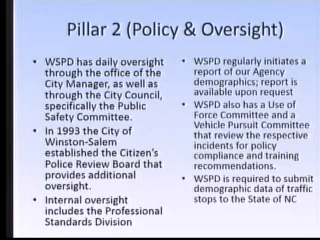 Pillar 2 (Policy & Oversight)
• WSPD has daily oversight
through the office of the
City Manager, as well as
through the City Council,
specifically the Public
Safety Committee.
• In 1993 the City of
Winston-Salem
established the Citizen's
Police Review Board that
provides additional
oversight.
• Internal oversight
includes the Professional
Standards Division
• WSPD regularly initiates a
report of our Agency
demographics; report is
available upon request
• WSPD also has a Use of
Force Committee and a
Vehicle Pursuit Committee
that review the respective
incidents for policy
compliance and training
recommendations.
• WSPD is required to submit
demographic data of traffic
stops to the State of NC